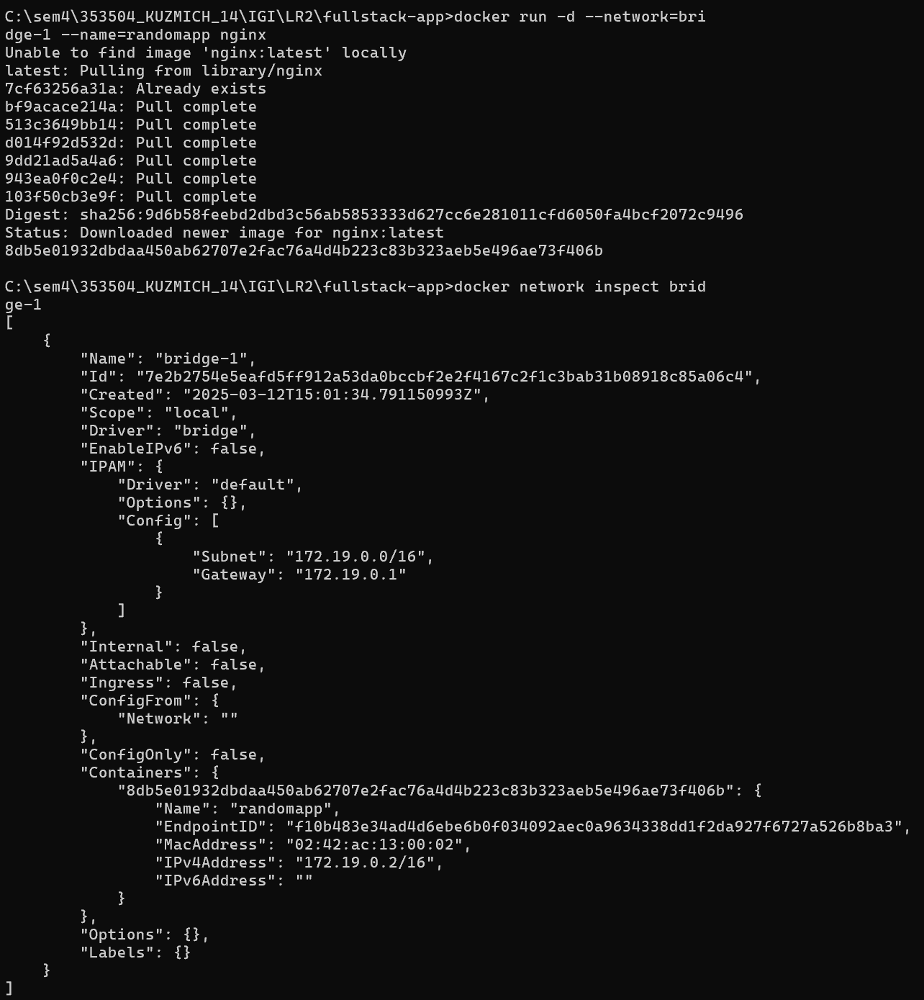 C:\sem4\353504_KUZMICH_14\IGI\LR2\fullstack-app>docker run -d --network=bri
dge-1 --name=randomapp nginx
Unable to find image 'nginx:latest' locally
latest: Pulling from library/nginx
7cf63256a31a: Already exists
bf9acace214a: Pull complete
513c3649bb14: Pull complete
d014f92d532d: Pull complete
9dd21ad5a4a6: Pull complete
943ea0f0c2e4: Pull complete
103f50cb3e9f: Pull complete
Digest: sha256:9d6b58feebd2dbd3c56ab5853333d627cc6e281011cfd6050fa4bcf2072c9496
Status: Downloaded newer image for nginx:latest
8db5e01932dbdaa450ab62707e2fac76a4d4b223c83b323aeb5e496ae73f406b

C:\sem4\353504_KUZMICH_14\IGI\LR2\fullstack-app>docker network inspect brid
ge-1
[
    {
        "Name": "bridge-1",
        "Id": "7e2b2754e5eafd5ff912a53da0bccbf2e2f4167c2f1c3bab31b08918c85a06c4",
        "Created": "2025-03-12T15:01:34.791150993Z",
        "Scope": "local",
        "Driver": "bridge",
        "EnableIPv6": false,
        "IPAM": {
            "Driver": "default",
            "Options": {},
            "Config": [
                {
                    "Subnet": "172.19.0.0/16",
                    "Gateway": "172.19.0.1"
                }
            ]
        },
        "Internal": false,
        "Attachable": false,
        "Ingress": false,
        "ConfigFrom": {
            "Network": ""
        },
        "ConfigOnly": false,
        "Containers": {
            "8db5e01932dbdaa450ab62707e2fac76a4d4b223c83b323aeb5e496ae73f406b": {
                "Name": "randomapp",
                "EndpointID": "f10b483e34ad4d6ebe6b0f034092aec0a9634338dd1f2da927f6727a526b8ba3",
                "MacAddress": "02:42:ac:13:00:02",
                "IPv4Address": "172.19.0.2/16",
                "IPv6Address": ""
            }
        },
        "Options": {},
        "Labels": {}
    }
]